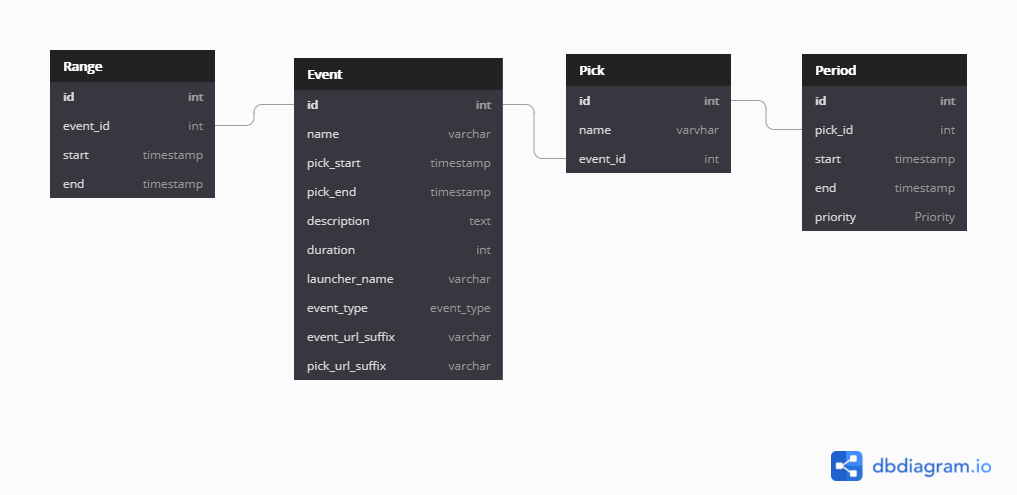 Range
id int
event_id int
start timestamp
end timestamp
Event
id int
name varchar
pick_start timestamp
pick_end timestamp
description text
duration int
launcher_name varchar
event_type event_type
event_url_suffix varchar
pick_url_suffix varchar
Pick
id int
name varvhar
event_id int
Period
id int
pick_id int
start timestamp
end timestamp
priority Priority
dbdiagram.io